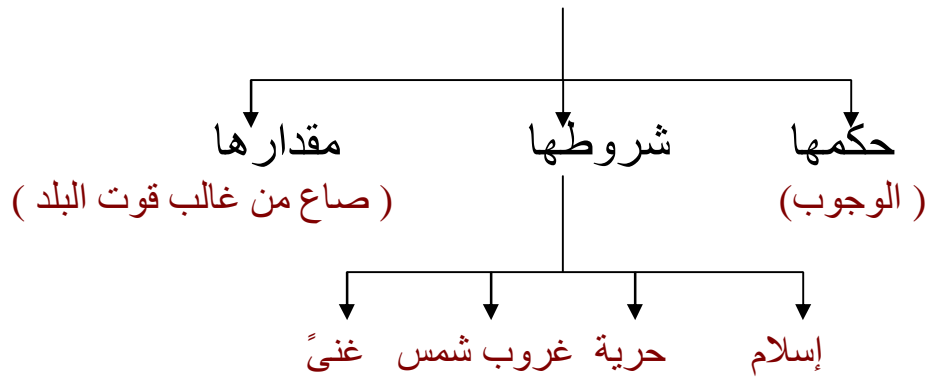 حكمها شروطها مقدارها
( الوجوب) ( صاع من غالب قوت البلد )
إسلام حرية غروب شمس غنىً